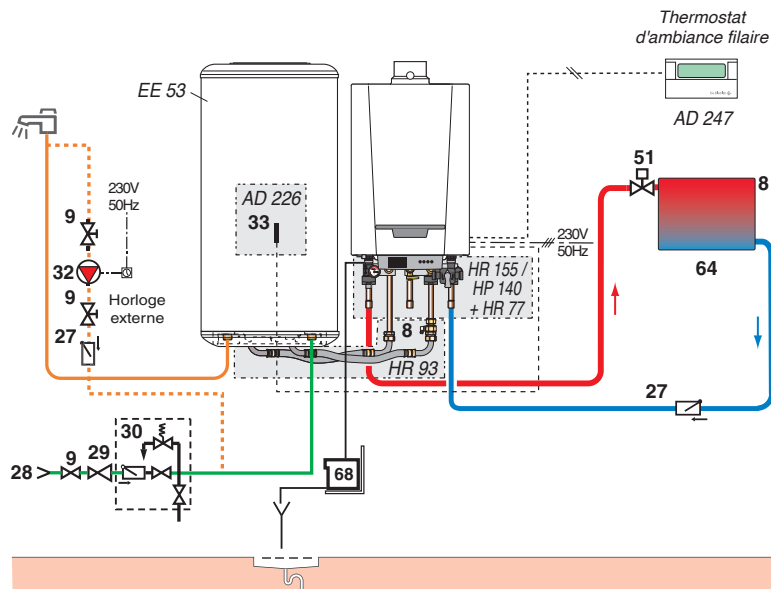 Thermostat
d'ambiance filaire
EE 53
AD 247
51
8
230V
50Hz
AD 226
33
9
230V
50Hz
32
HR 155 /
HP 140
+ HR 77
64
9
Horloge
externe
27
8
HR 93
27
30
28
9
29
68